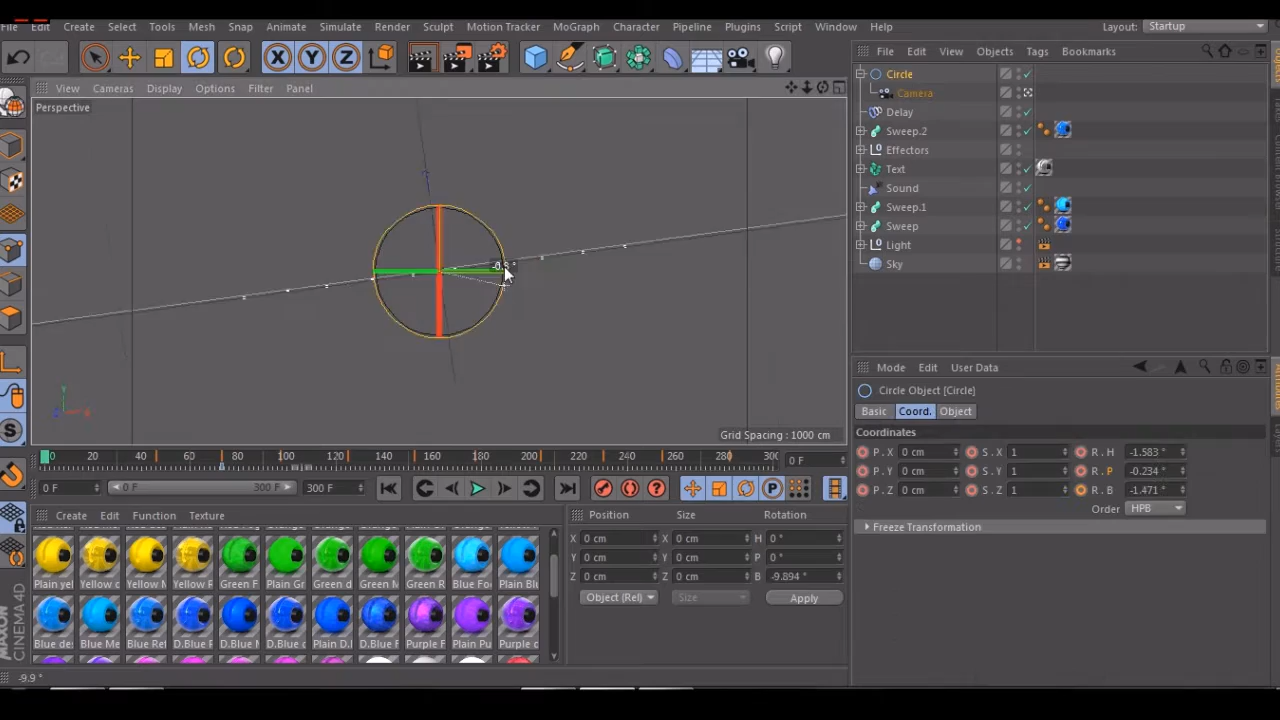 File Edit Create Select Tools Mesh Snap Animate Simulate Render Sculpt Motion Tracker MoGraph Character Pipeline Plugins Script Window Help Layout: Startup
X Y Z
File Edit View Objects Tags Bookmarks
View Cameras Display Options Filter Panel
Perspective
Circle
Camera
Delay
Sweep.2
Effectors
Text
Sound
Sweep.1
Sweep
Light
Sky
Grid Spacing : 1000 cm
Mode Edit User Data
Circle Object [Circle]
Basic Coord. Object
Coordinates
P . X 0 cm S . X 1 R . H -1.583 °
P . Y 0 cm S . Y 1 R . P -0.234 °
P . Z 0 cm S . Z 1 R . B -1.471 °
Order HPB
Freeze Transformation
0 20 40 60 80 100 120 140 160 180 200 220 240 260 280 0 F
0 F 0 F 300 F 300 F
Create Edit Function Texture
Position Size Rotation
X 0 cm X 0 cm H 0 °
Y 0 cm Y 0 cm P 0 °
Z 0 cm Z 0 cm B -9.894 °
Object (Rel) Size Apply
Plain yel Yellow c Yellow M Yellow F Green F Plain Gr Green d Green M Green R Blue Fo Plain Blu
Blue des Blue Me Blue Ref D.Blue M D.Blue d Plain D.I D.Blue F Purple F Plain Pu Purple c
MAXON CINEMA4D
-9.9 °